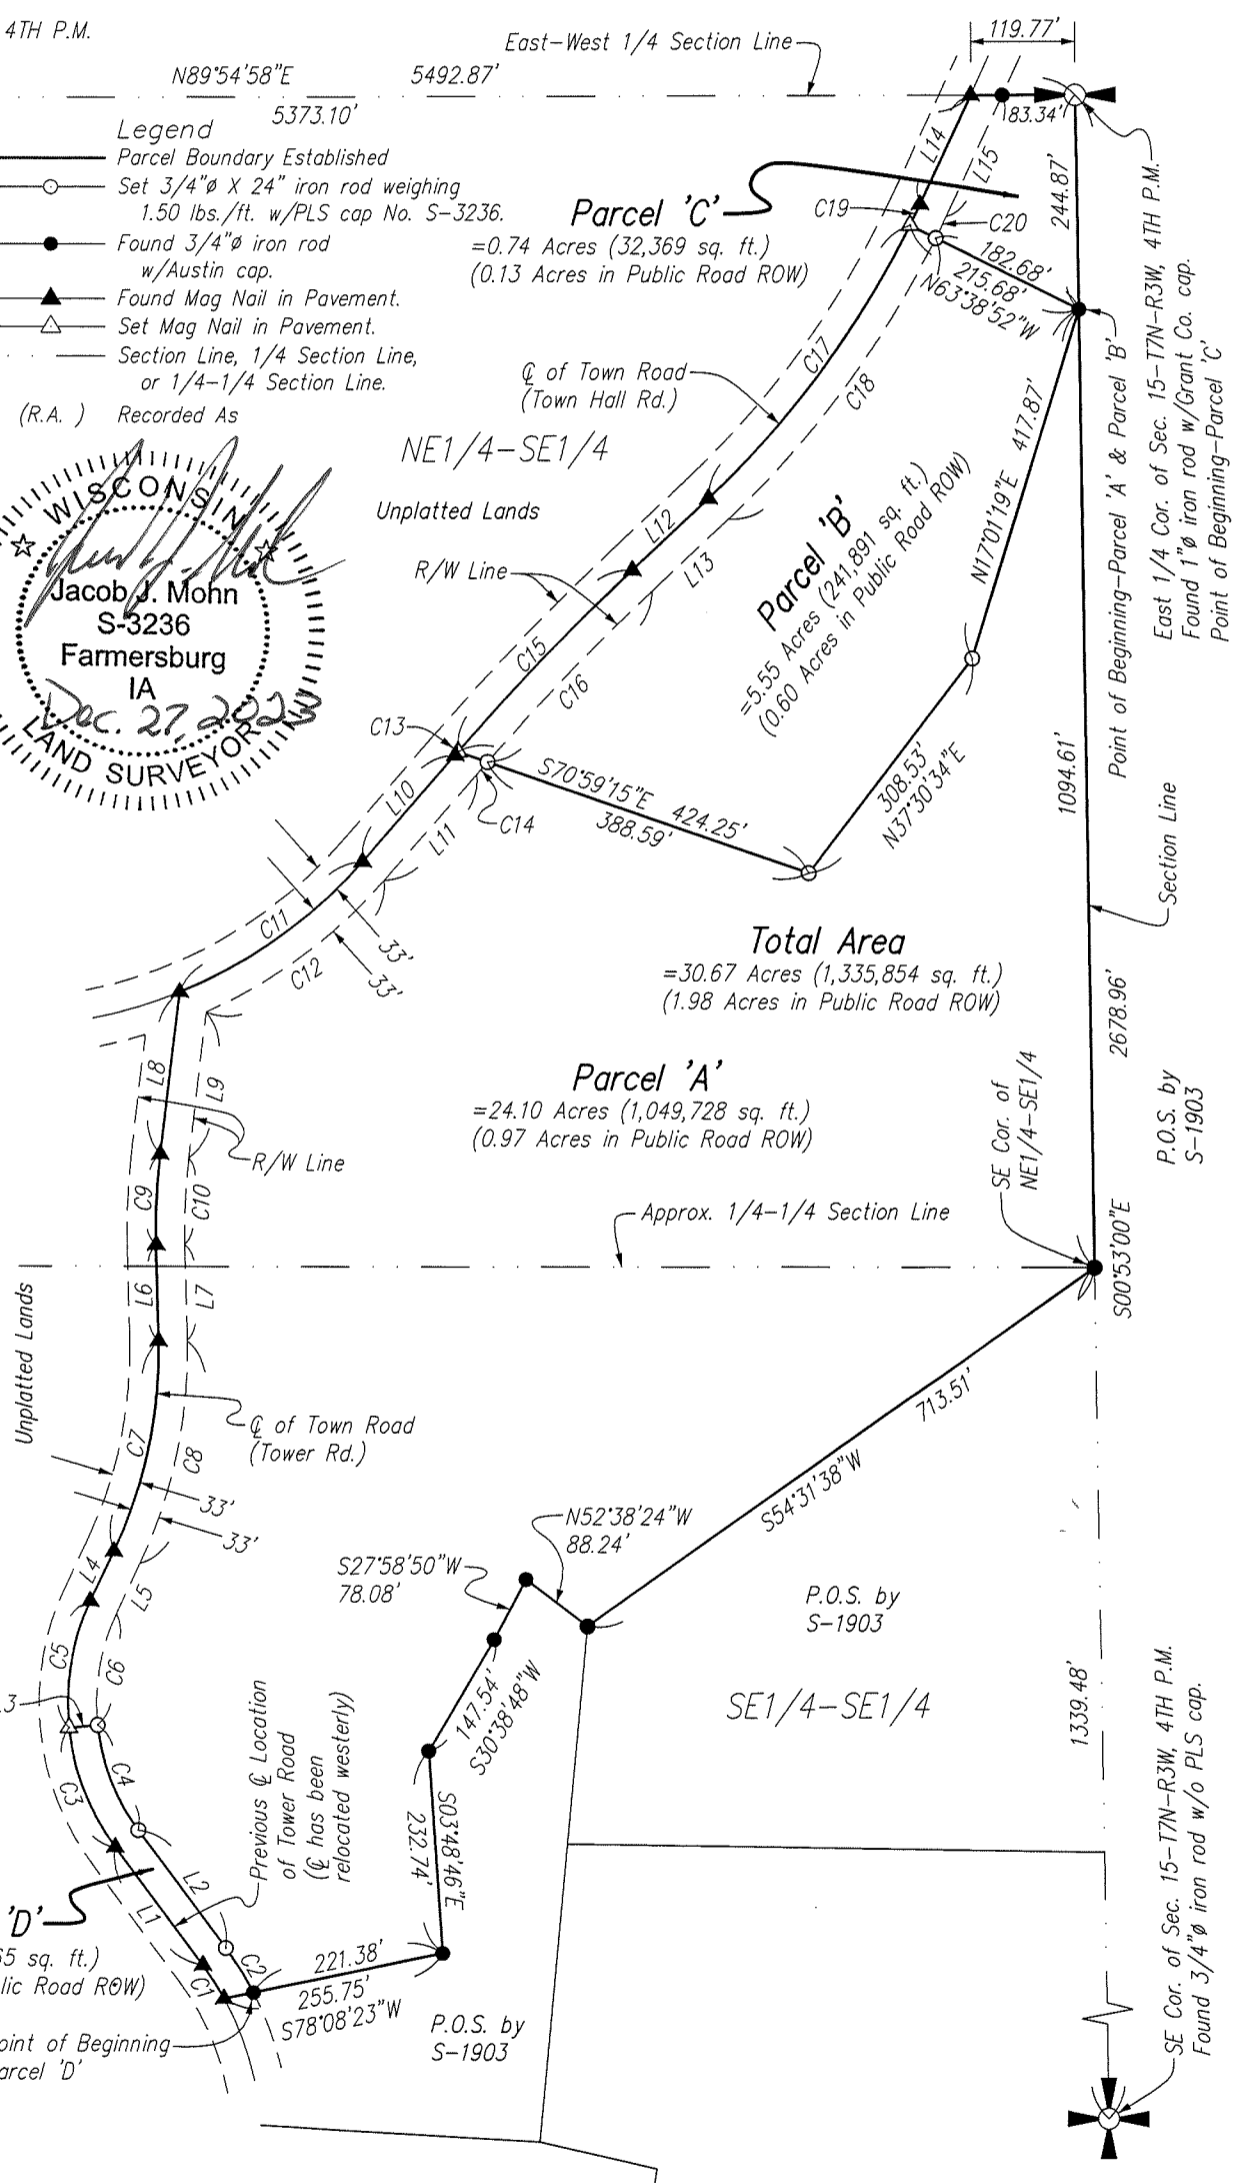 4TH P.M.
East-West 1/4 Section Line
119.77'
N89°54'58"E 5492.87'
5373.10'
83.34'
Legend
Parcel Boundary Established
Set 3/4"ø X 24" iron rod weighing
1.50 lbs./ft. w/PLS cap No. S-3236.
Found 3/4"ø iron rod
w/Austin cap.
Found Mag Nail in Pavement.
Set Mag Nail in Pavement.
Section Line, 1/4 Section Line,
or 1/4-1/4 Section Line.
(R.A. ) Recorded As
Parcel 'C'
=0.74 Acres (32,369 sq. ft.)
(0.13 Acres in Public Road ROW)
L14
L15
C19
C20
244.87'
182.68'
215.68'
N63°38'52"W
East 1/4 Cor. of Sec. 15-T7N-R3W, 4TH P.M.
Found 1"ø iron rod w/Grant Co. cap.
Point of Beginning-Parcel 'C'
Point of Beginning-Parcel 'A' & Parcel 'B'
℄ of Town Road
(Town Hall Rd.)
C17
C18
NE1/4-SE1/4
Unplatted Lands
417.87'
N17°01'19"E
L12
L13
R/W Line
Parcel 'B'
=5.55 Acres (241,891 sq. ft.)
(0.60 Acres in Public Road ROW)
WISCONSIN
Jacob J. Mohn
S-3236
Farmersburg
IA
Dec. 27, 2023
LAND SURVEYOR
C15
C16
C13
C14
S70°59'15"E 424.25'
388.59'
308.53'
N37°30'34"E
1094.61'
Section Line
L10
L11
C11
C12
33'
33'
Total Area
=30.67 Acres (1,335,854 sq. ft.)
(1.98 Acres in Public Road ROW)
2678.96'
L8
L9
Parcel 'A'
=24.10 Acres (1,049,728 sq. ft.)
(0.97 Acres in Public Road ROW)
SE Cor. of
NE1/4-SE1/4
P.O.S. by
S-1903
R/W Line
C9
C10
Approx. 1/4-1/4 Section Line
S00°53'00"E
L6
L7
Unplatted Lands
℄ of Town Road
(Tower Rd.)
C7
C8
33'
33'
713.51'
S54°31'38"W
N52°38'24"W
88.24'
S27°58'50"W
78.08'
L4
L5
P.O.S. by
S-1903
C5
C6
147.54'
S30°38'48"W
SE1/4-SE1/4
1339.48'
3
C3
C4
Previous ℄ Location
of Tower Road
(℄ has been
relocated westerly)
S03°48'46"E
232.74'
L1
L2
'D'
65 sq. ft.)
lic Road ROW)
C1
C2
221.38'
255.75'
S78°08'23"W
oint of Beginning
arcel 'D'
P.O.S. by
S-1903
SE Cor. of Sec. 15-T7N-R3W, 4TH P.M.
Found 3/4"ø iron rod w/o PLS cap.